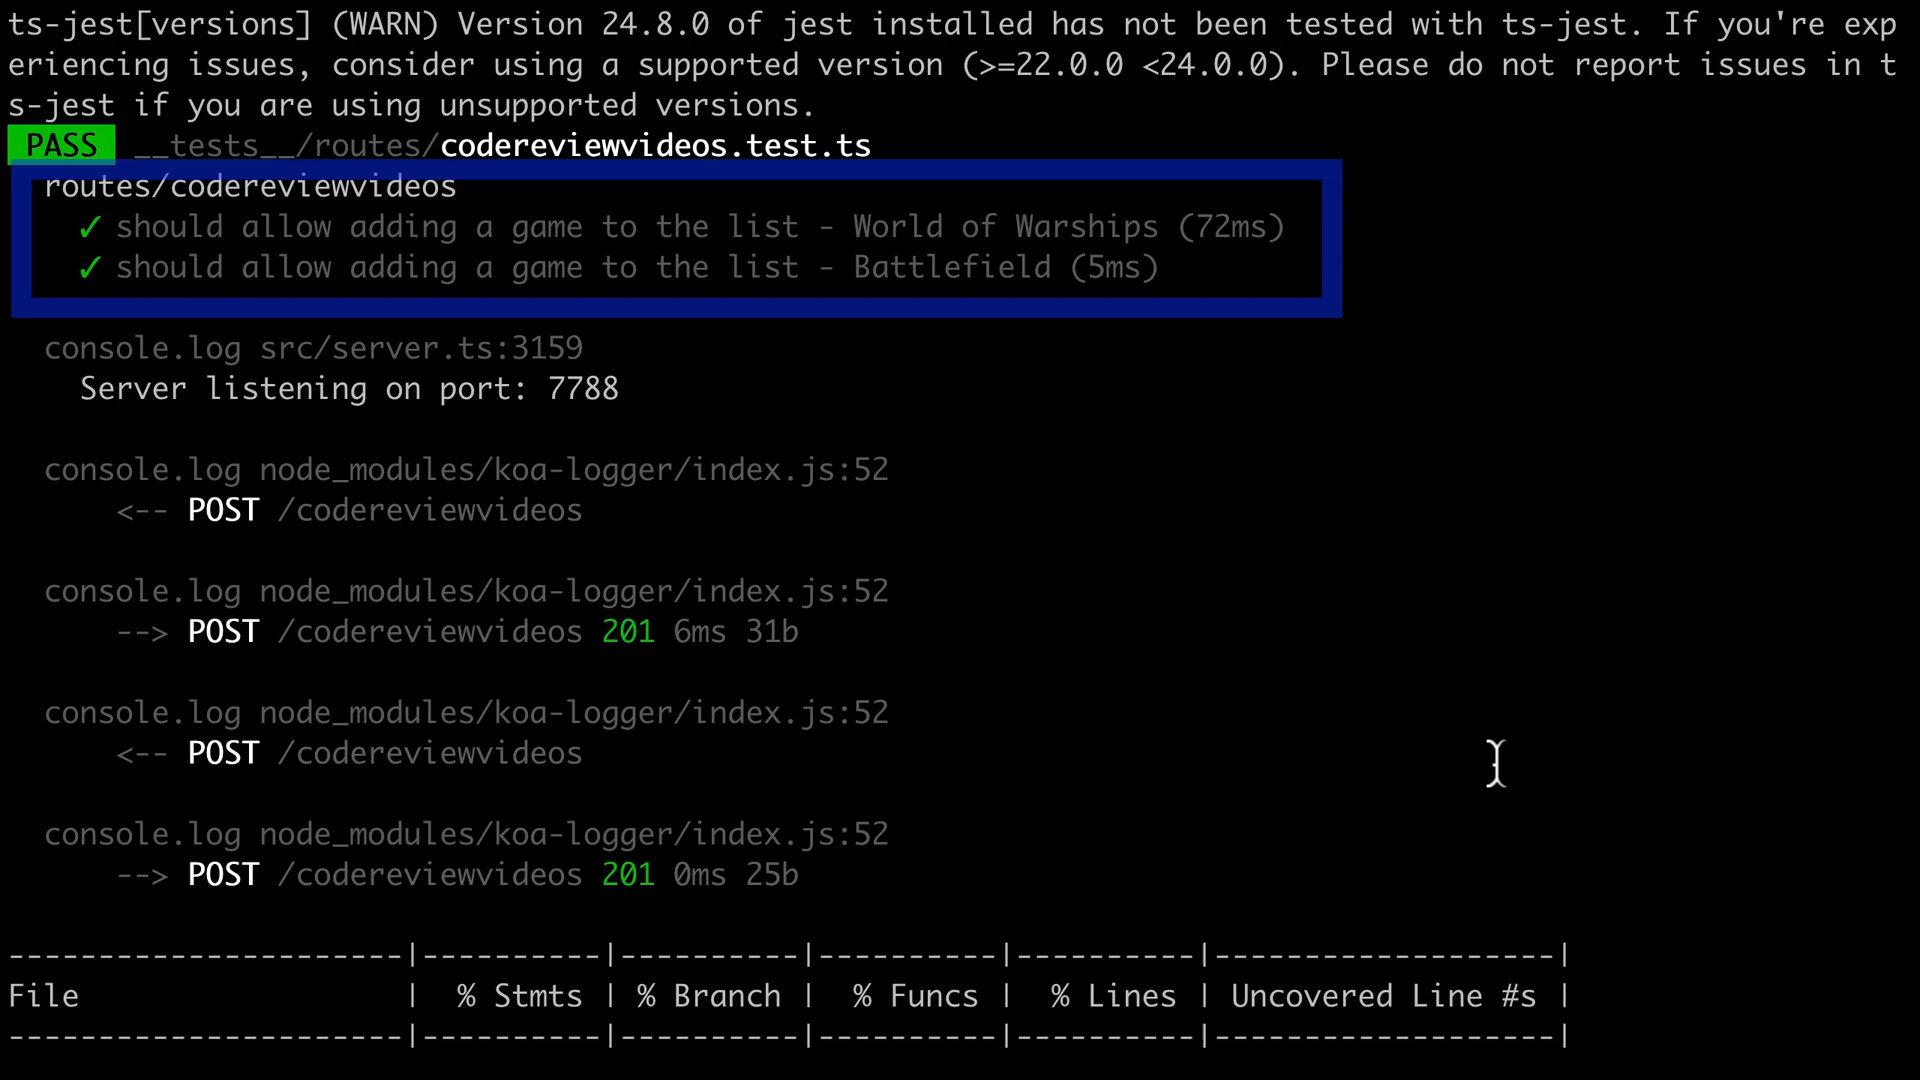 ts-jest[versions] (WARN) Version 24.8.0 of jest installed has not been tested with ts-jest. If you're exp
eriencing issues, consider using a supported version (>=22.0.0 <24.0.0). Please do not report issues in t
s-jest if you are using unsupported versions.
PASS __tests__/routes/codereviewvideos.test.ts
routes/codereviewvideos
✓ should allow adding a game to the list - World of Warships (72ms)
✓ should allow adding a game to the list - Battlefield (5ms)
console.log src/server.ts:3159
Server listening on port: 7788
console.log node_modules/koa-logger/index.js:52
<-- POST /codereviewvideos
console.log node_modules/koa-logger/index.js:52
--> POST /codereviewvideos 201 6ms 31b
console.log node_modules/koa-logger/index.js:52
<-- POST /codereviewvideos
console.log node_modules/koa-logger/index.js:52
--> POST /codereviewvideos 201 0ms 25b
----------------------|----------|----------|----------|----------|-------------------|
File                  |  % Stmts | % Branch |  % Funcs |  % Lines | Uncovered Line #s |
----------------------|----------|----------|----------|----------|-------------------|